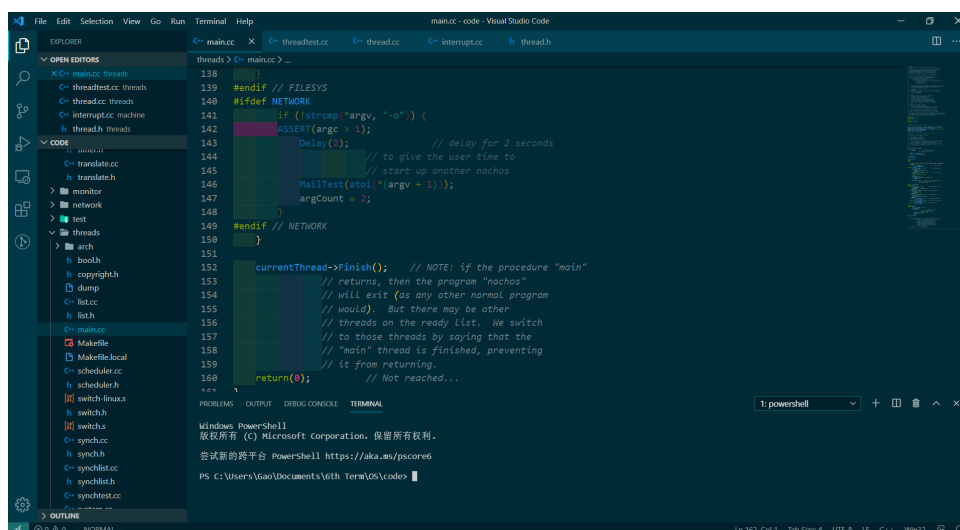 File Edit Selection View Go Run Terminal Help
main.cc - code - Visual Studio Code
EXPLORER
OPEN EDITORS
main.cc threads
threadtest.cc threads
thread.cc threads
interrupt.cc machine
thread.h threads
CODE
translate.cc
translate.h
monitor
network
test
threads
arch
bool.h
copyright.h
dump
list.cc
list.h
main.cc
Makefile
Makefile.local
scheduler.cc
scheduler.h
switch-linux.s
switch.h
switch.s
synch.cc
synch.h
synchlist.cc
synchlist.h
synchtest.cc
OUTLINE
main.cc threadtest.cc thread.cc interrupt.cc thread.h
threads > main.cc > ...
138 }
139 #endif // FILESYS
140 #ifdef NETWORK
141 if (!strcmp(*argv, "-o")) {
142 ASSERT(argc > 1);
143 Delay(2); // delay for 2 seconds
144 // to give the user time to
145 // start up another nachos
146 MailTest(atoi(*(argv + 1)));
147 argCount = 2;
148 }
149 #endif // NETWORK
150 }
151
152 currentThread->Finish(); // NOTE: if the procedure "main"
153 // returns, then the program "nachos"
154 // will exit (as any other normal program
155 // would). But there may be other
156 // threads on the ready list. We switch
157 // to those threads by saying that the
158 // "main" thread is finished, preventing
159 // it from returning.
160 return(0); // Not reached...
PROBLEMS OUTPUT DEBUG CONSOLE TERMINAL
1: powershell
Windows PowerShell
版权所有 (C) Microsoft Corporation。保留所有权利。
尝试新的跨平台 PowerShell https://aka.ms/pscore6
PS C:\Users\Gao\Documents\6th Term\OS\code>